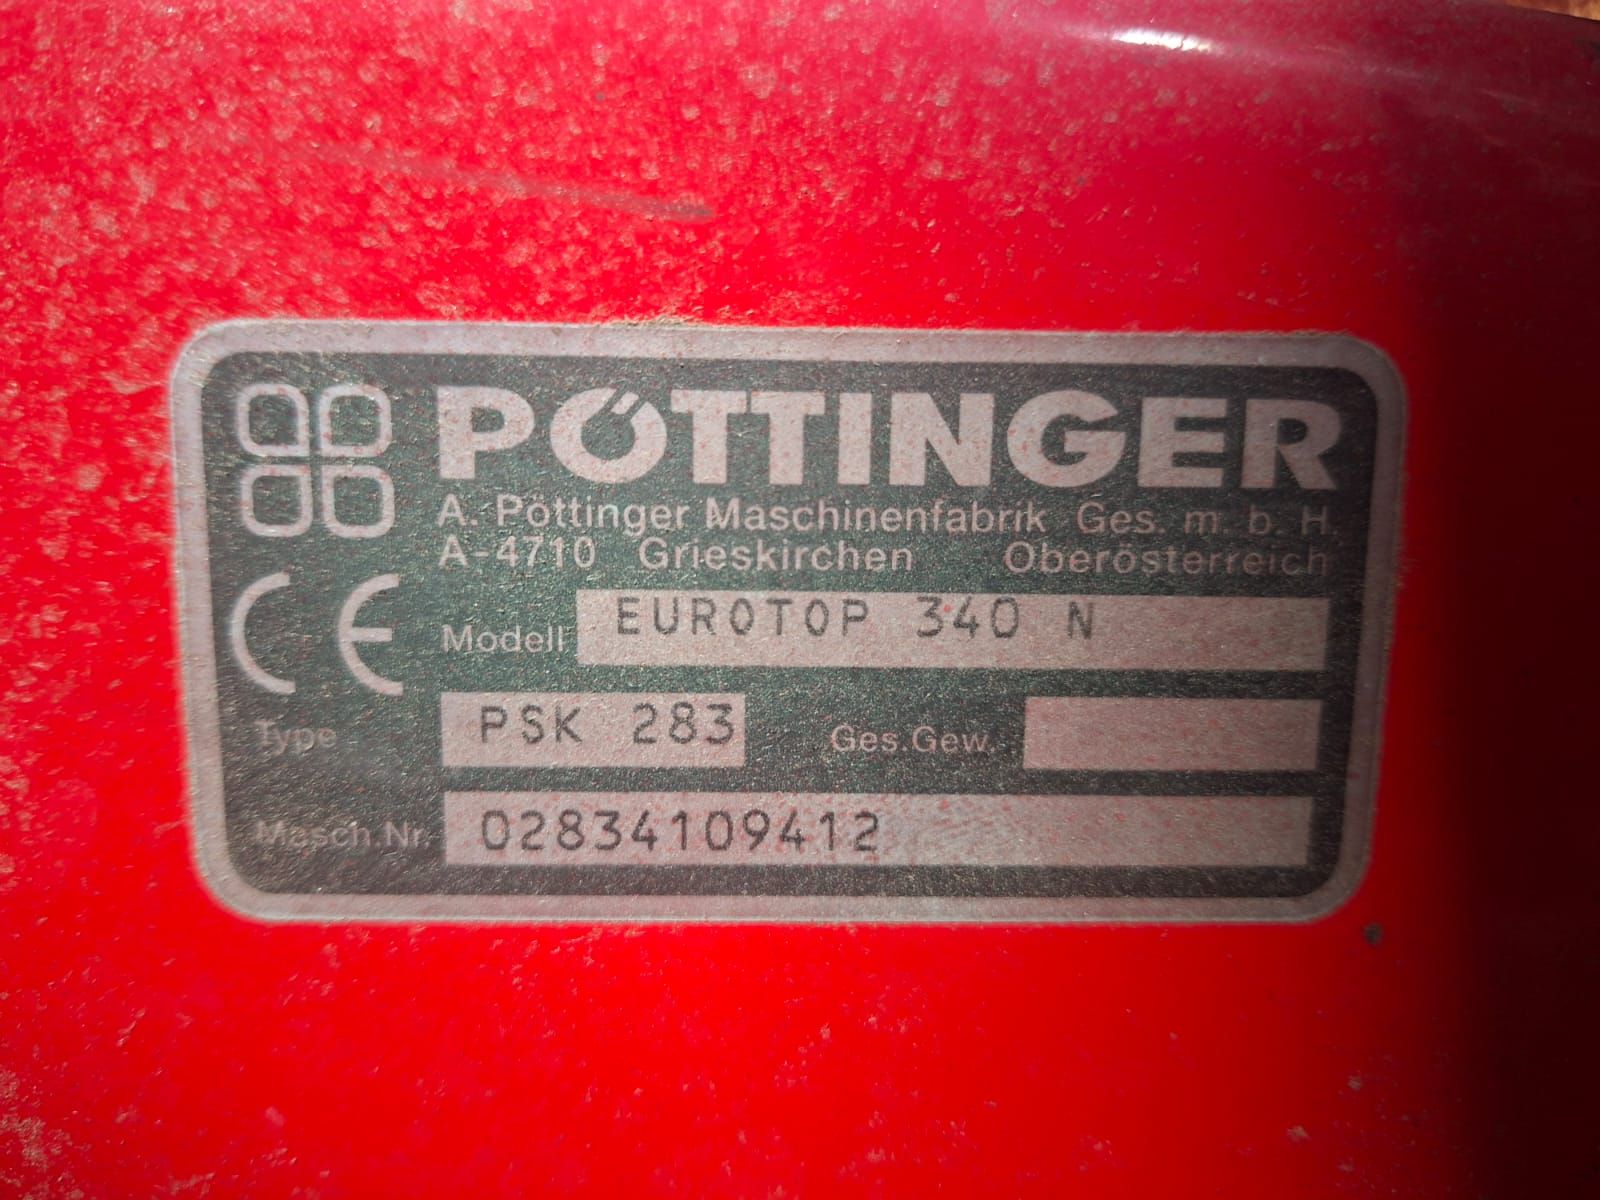 PÖTTINGER
A. Pöttinger Maschinenfabrik Ges. m. b. H.
A-4710 Grieskirchen Oberösterreich
CE
Modell EUROTOP 340 N
Type PSK 283 Ges.Gew.
Masch.Nr. 02834109412